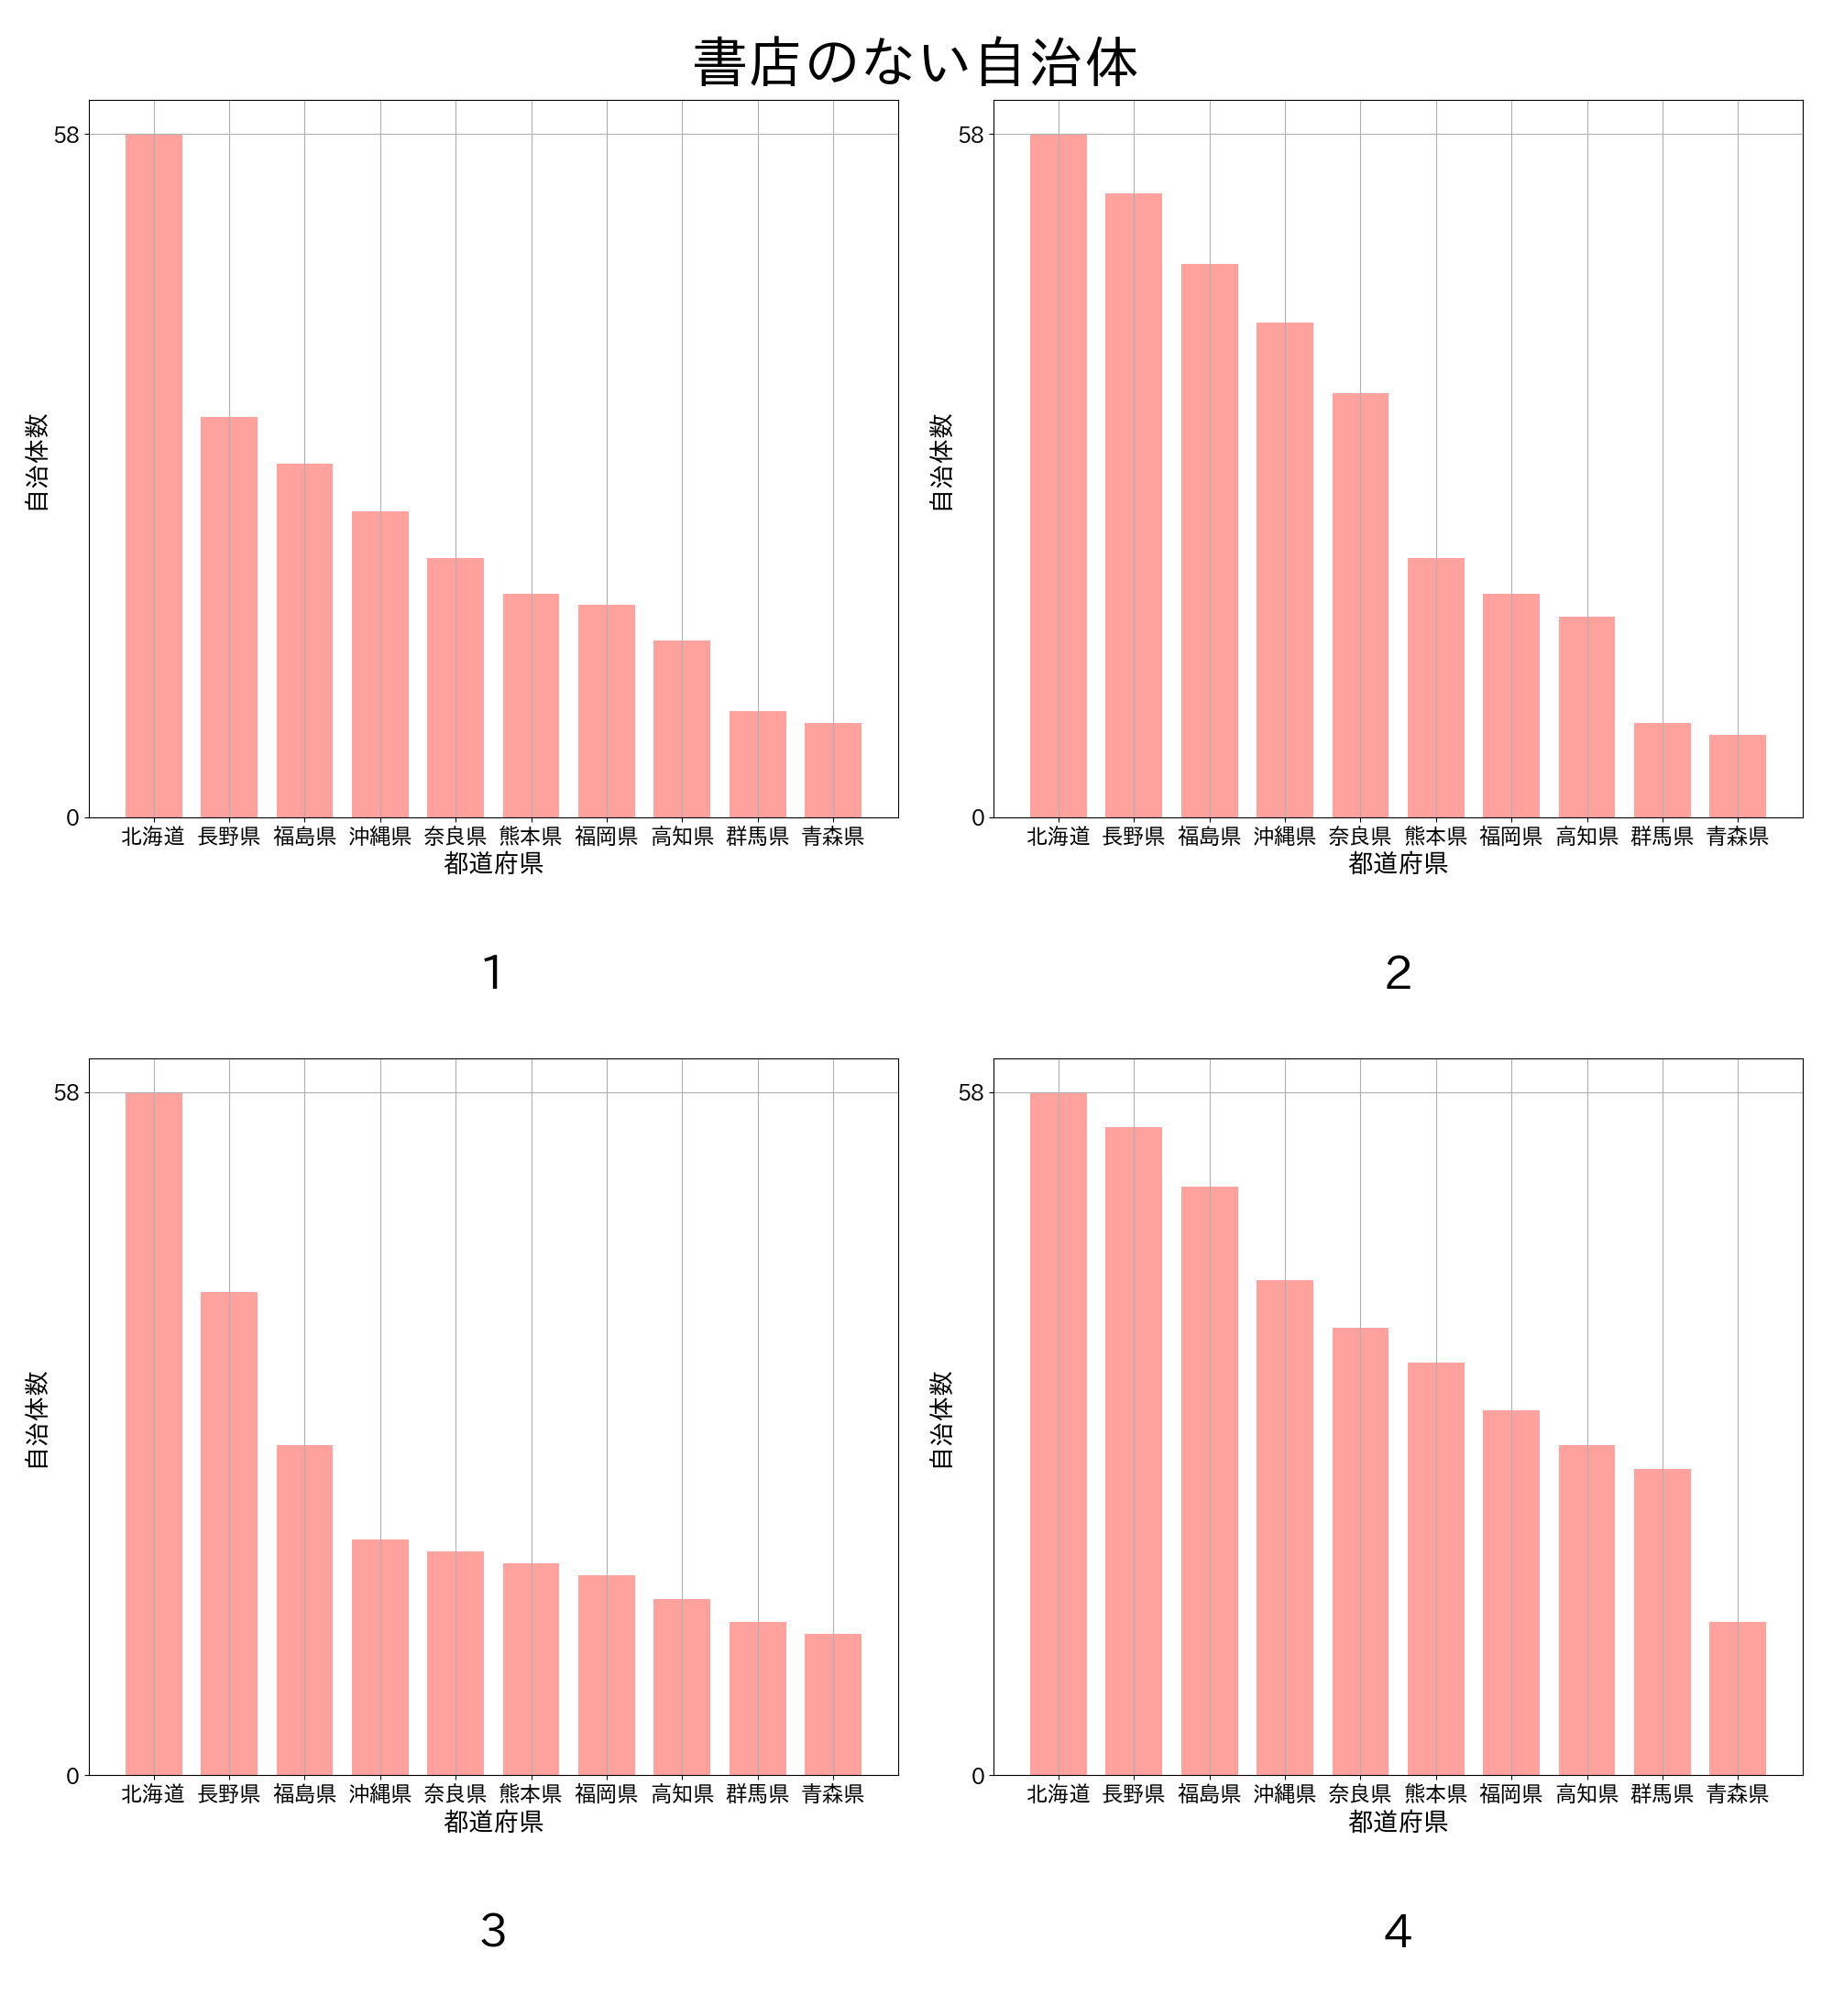 書店のない自治体
58
0
自治体数
北海道 長野県 福島県 沖縄県 奈良県 熊本県 福岡県 高知県 群馬県 青森県
都道府県
1
58
0
自治体数
北海道 長野県 福島県 沖縄県 奈良県 熊本県 福岡県 高知県 群馬県 青森県
都道府県
2
58
0
自治体数
北海道 長野県 福島県 沖縄県 奈良県 熊本県 福岡県 高知県 群馬県 青森県
都道府県
3
58
0
自治体数
北海道 長野県 福島県 沖縄県 奈良県 熊本県 福岡県 高知県 群馬県 青森県
都道府県
4